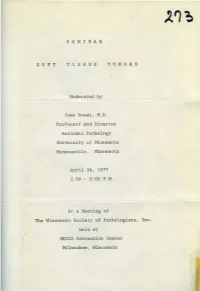 273
S E M I N A R
S O F T   T I S S U E   T U M O R S
Moderated by
Juan Rosai, M.D.
Professor and Director
Anatomic Pathology
University of Minnesota
Minneapolis, Minnesota
April 26, 1977
2:00 - 5:00 P.M.
At a Meeting of
The Wisconsin Society of Pathologists, Inc.
held at
MECCA Convention Center
Milwaukee, Wisconsin